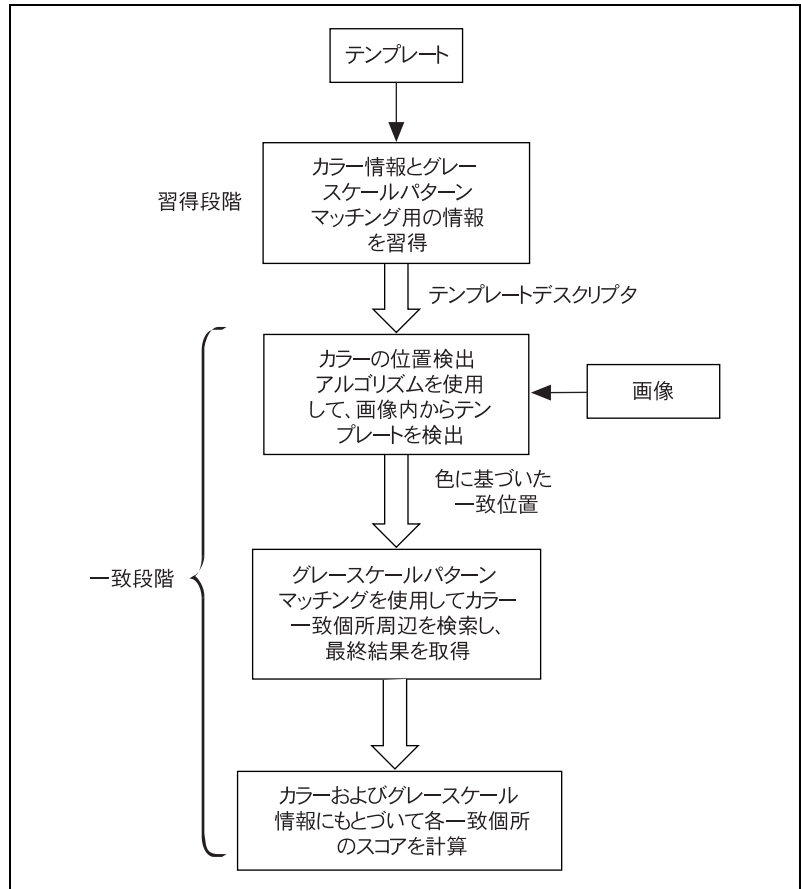 テンプレート
カラー情報とグレー
スケールパターン
マッチング用の情報
を習得
習得段階
テンプレートデスクリプタ
カラーの位置検出
アルゴリズムを使用
して、画像内からテン
プレートを検出
画像
色に基づいた
一致位置
一致段階
グレースケールパターン
マッチングを使用してカラー
一致個所周辺を検索し、
最終結果を取得
カラーおよびグレースケール
情報にもとづいて各一致個所
のスコアを計算